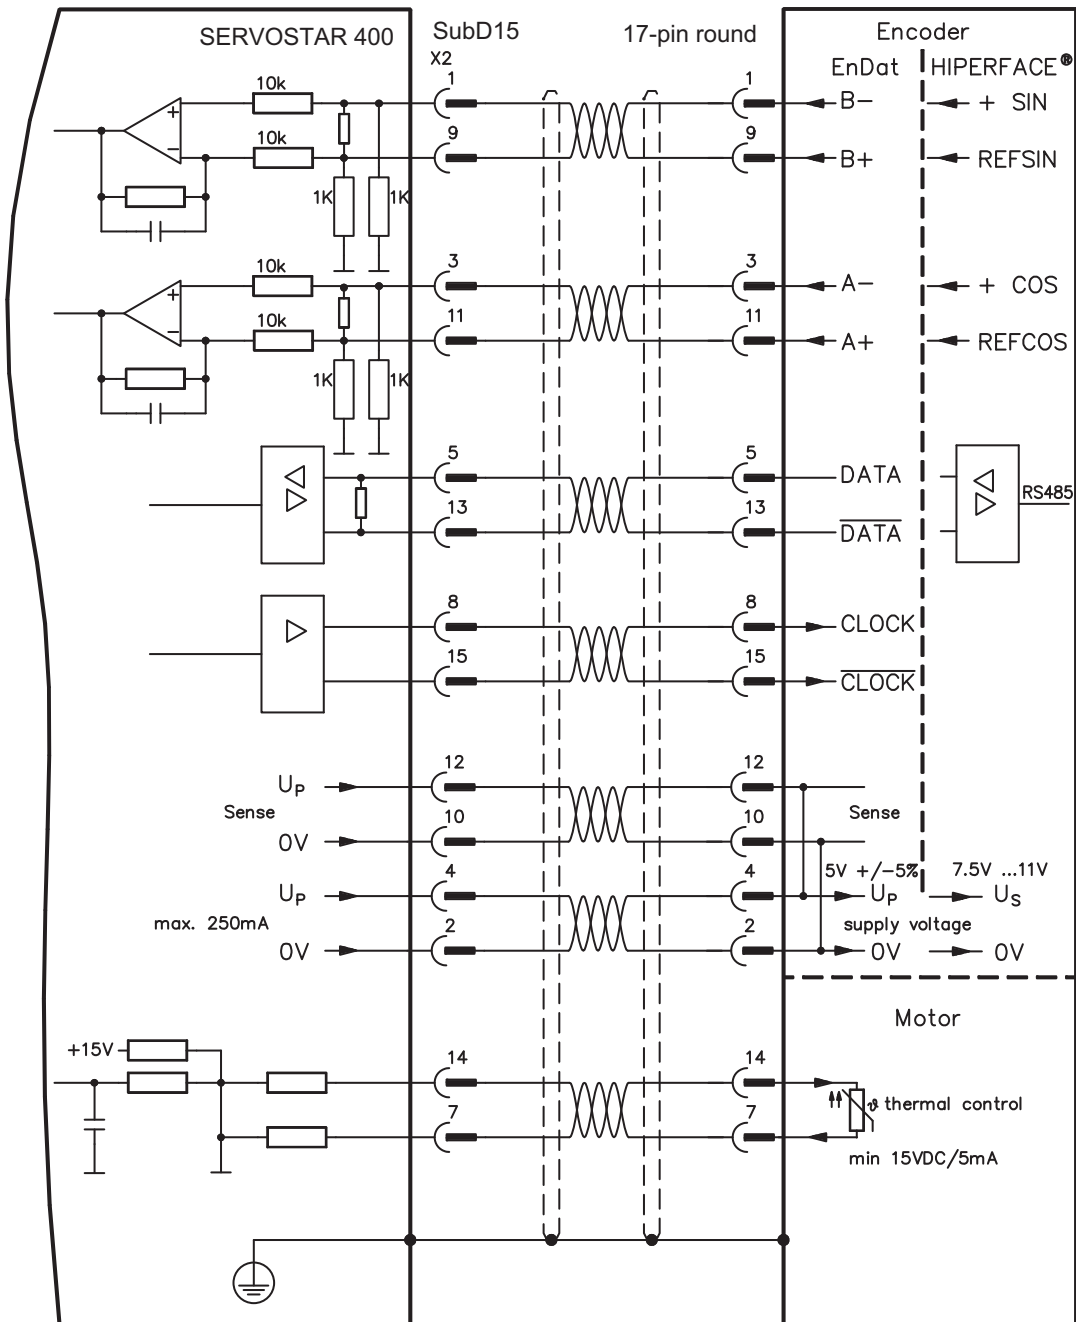 SERVOSTAR 400 SubD15 17-pin round Encoder
X2 EnDat HIPERFACE®
10k 1 1 B- + SIN
10k 9 9 B+ REFSIN
1K 1K
10k 3 3 A- + COS
10k 11 11 A+ REFCOS
1K 1K
5 5 DATA
RS485
13 13 DATA
8 8 CLOCK
15 15 CLOCK
UP 12 12
Sense Sense
0V 10 10
4 4 5V +/-5% 7.5V ...11V
UP UP US
max. 250mA 2 2 supply voltage
0V 0V 0V
Motor
+15V 14 14
ϑ thermal control
7 7
min 15VDC/5mA